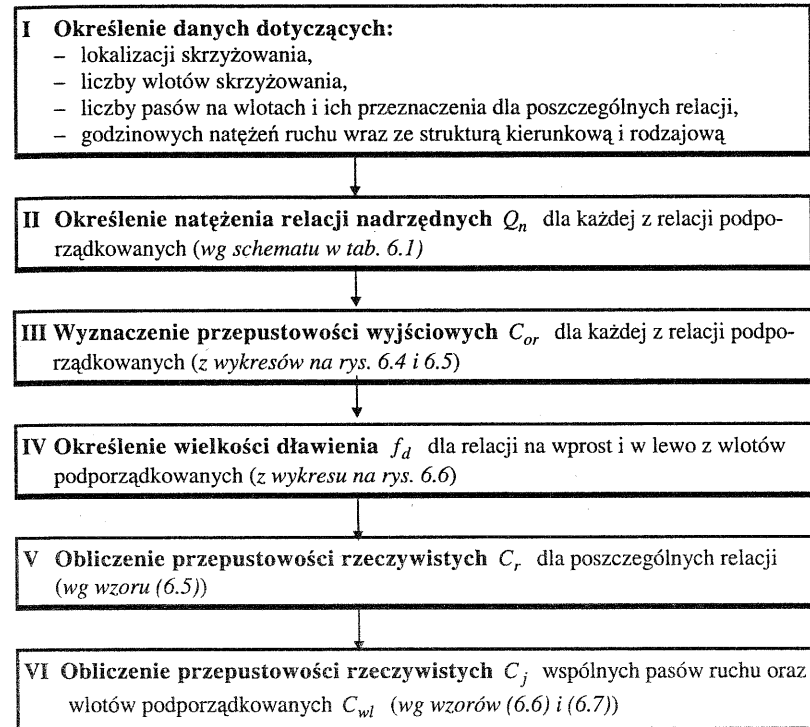 I Określenie danych dotyczących:
– lokalizacji skrzyżowania,
– liczby wlotów skrzyżowania,
– liczby pasów na wlotach i ich przeznaczenia dla poszczególnych relacji,
– godzinowych natężeń ruchu wraz ze strukturą kierunkową i rodzajową
II Określenie natężenia relacji nadrzędnych Qn dla każdej z relacji podpo-
rządkowanych (wg schematu w tab. 6.1)
III Wyznaczenie przepustowości wyjściowych Cor dla każdej z relacji podpo-
rządkowanych (z wykresów na rys. 6.4 i 6.5)
IV Określenie wielkości dławienia fd dla relacji na wprost i w lewo z wlotów
podporządkowanych (z wykresu na rys. 6.6)
V Obliczenie przepustowości rzeczywistych Cr dla poszczególnych relacji
(wg wzoru (6.5))
VI Obliczenie przepustowości rzeczywistych Cj wspólnych pasów ruchu oraz
wlotów podporządkowanych Cwl (wg wzorów (6.6) i (6.7))